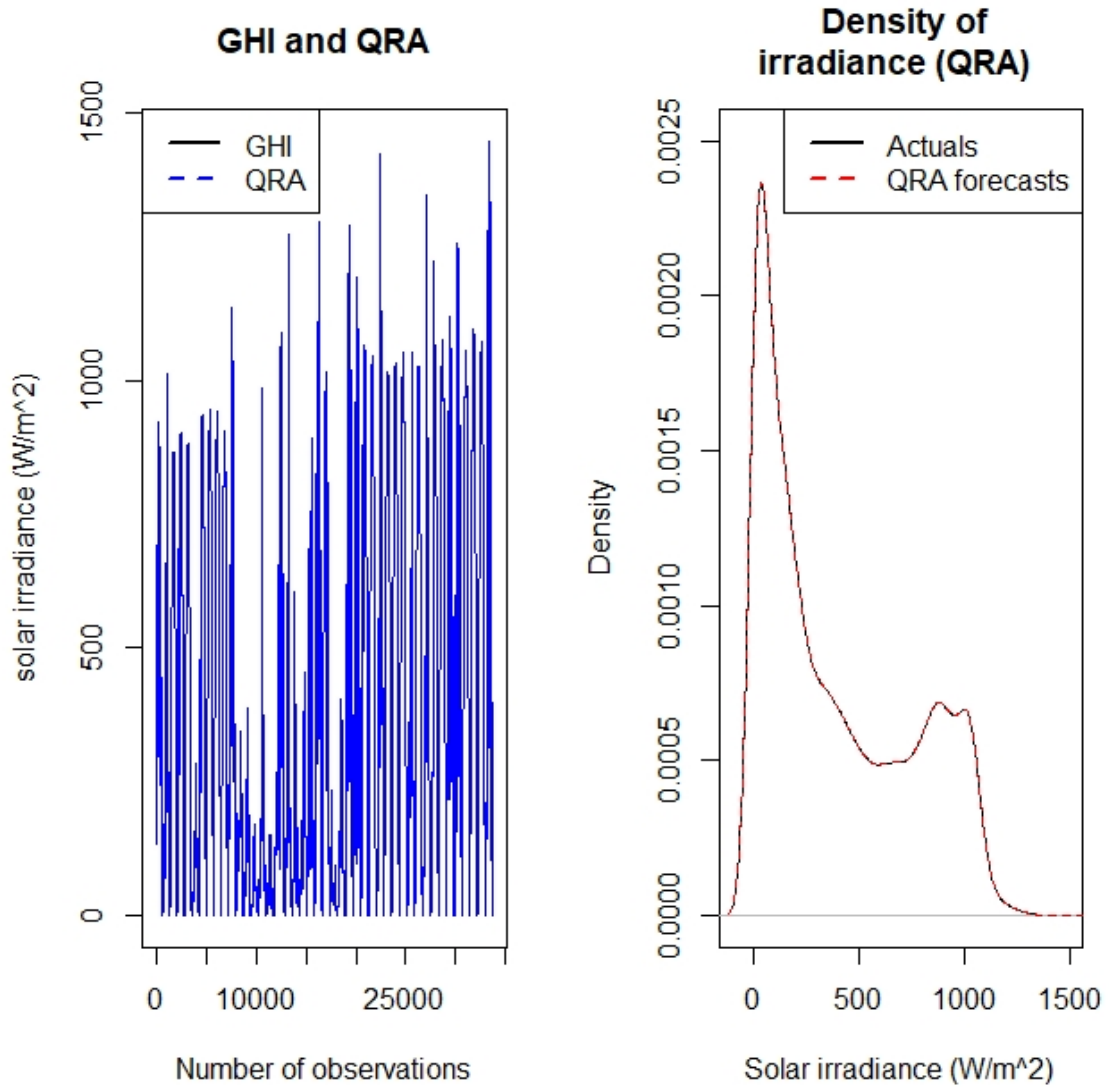 GHI and QRA
GHI
QRA
1500
1000
500
0
solar irradiance (W/m^2)
0
10000
25000
Number of observations
Density of
irradiance (QRA)
Actuals
QRA forecasts
0.0025
0.0020
0.0015
0.0010
0.0005
0.0000
Density
0
500
1000
1500
Solar irradiance (W/m^2)